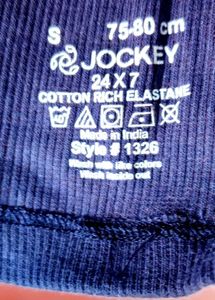 S 75-80 cm
JOCKEY
24 X 7
COTTON RICH ELASTANE
Made in India
Style # 1326
Wash with like colors
Wash inside out